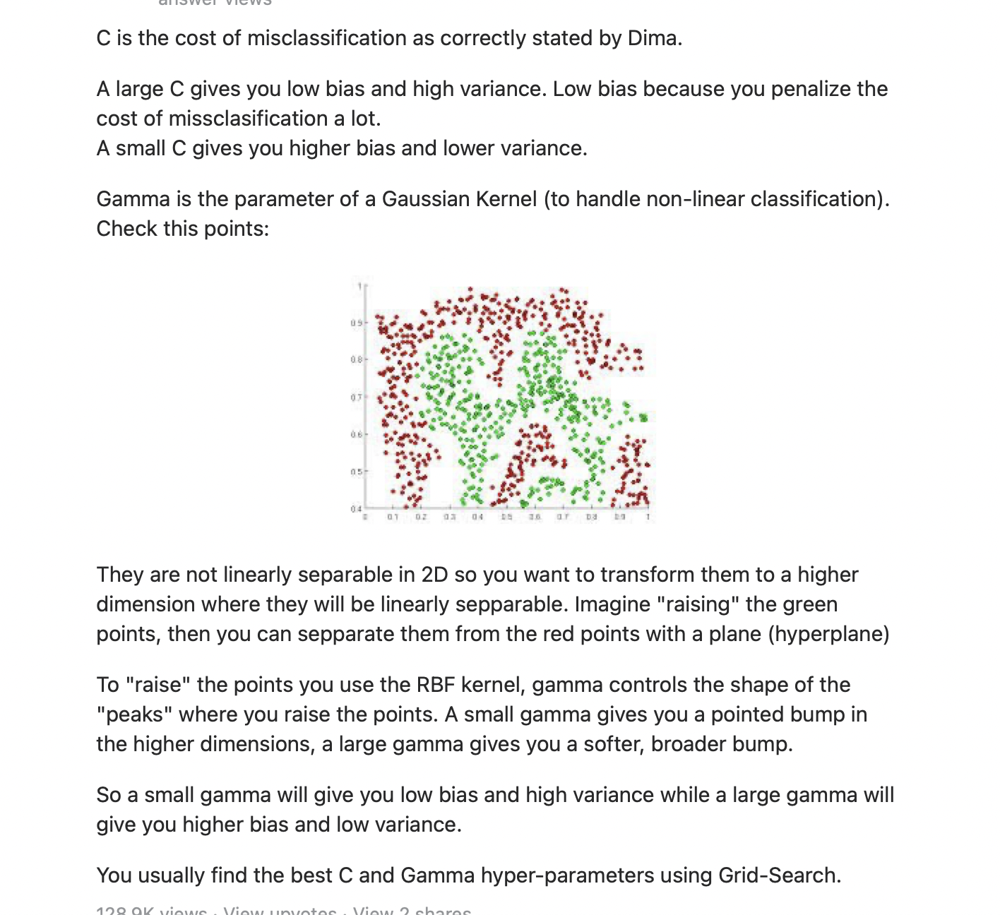 answer views
C is the cost of misclassification as correctly stated by Dima.
A large C gives you low bias and high variance. Low bias because you penalize the
cost of missclasification a lot.
A small C gives you higher bias and lower variance.
Gamma is the parameter of a Gaussian Kernel (to handle non-linear classification).
Check this points:
1
0.9
0.8
0.7
0.6
0.5
0.4
0 0.1 0.2 0.3 0.4 0.5 0.6 0.7 0.8 0.9 1
They are not linearly separable in 2D so you want to transform them to a higher
dimension where they will be linearly sepparable. Imagine "raising" the green
points, then you can sepparate them from the red points with a plane (hyperplane)
To "raise" the points you use the RBF kernel, gamma controls the shape of the
"peaks" where you raise the points. A small gamma gives you a pointed bump in
the higher dimensions, a large gamma gives you a softer, broader bump.
So a small gamma will give you low bias and high variance while a large gamma will
give you higher bias and low variance.
You usually find the best C and Gamma hyper-parameters using Grid-Search.
128.9K views · View upvotes · View 2 shares